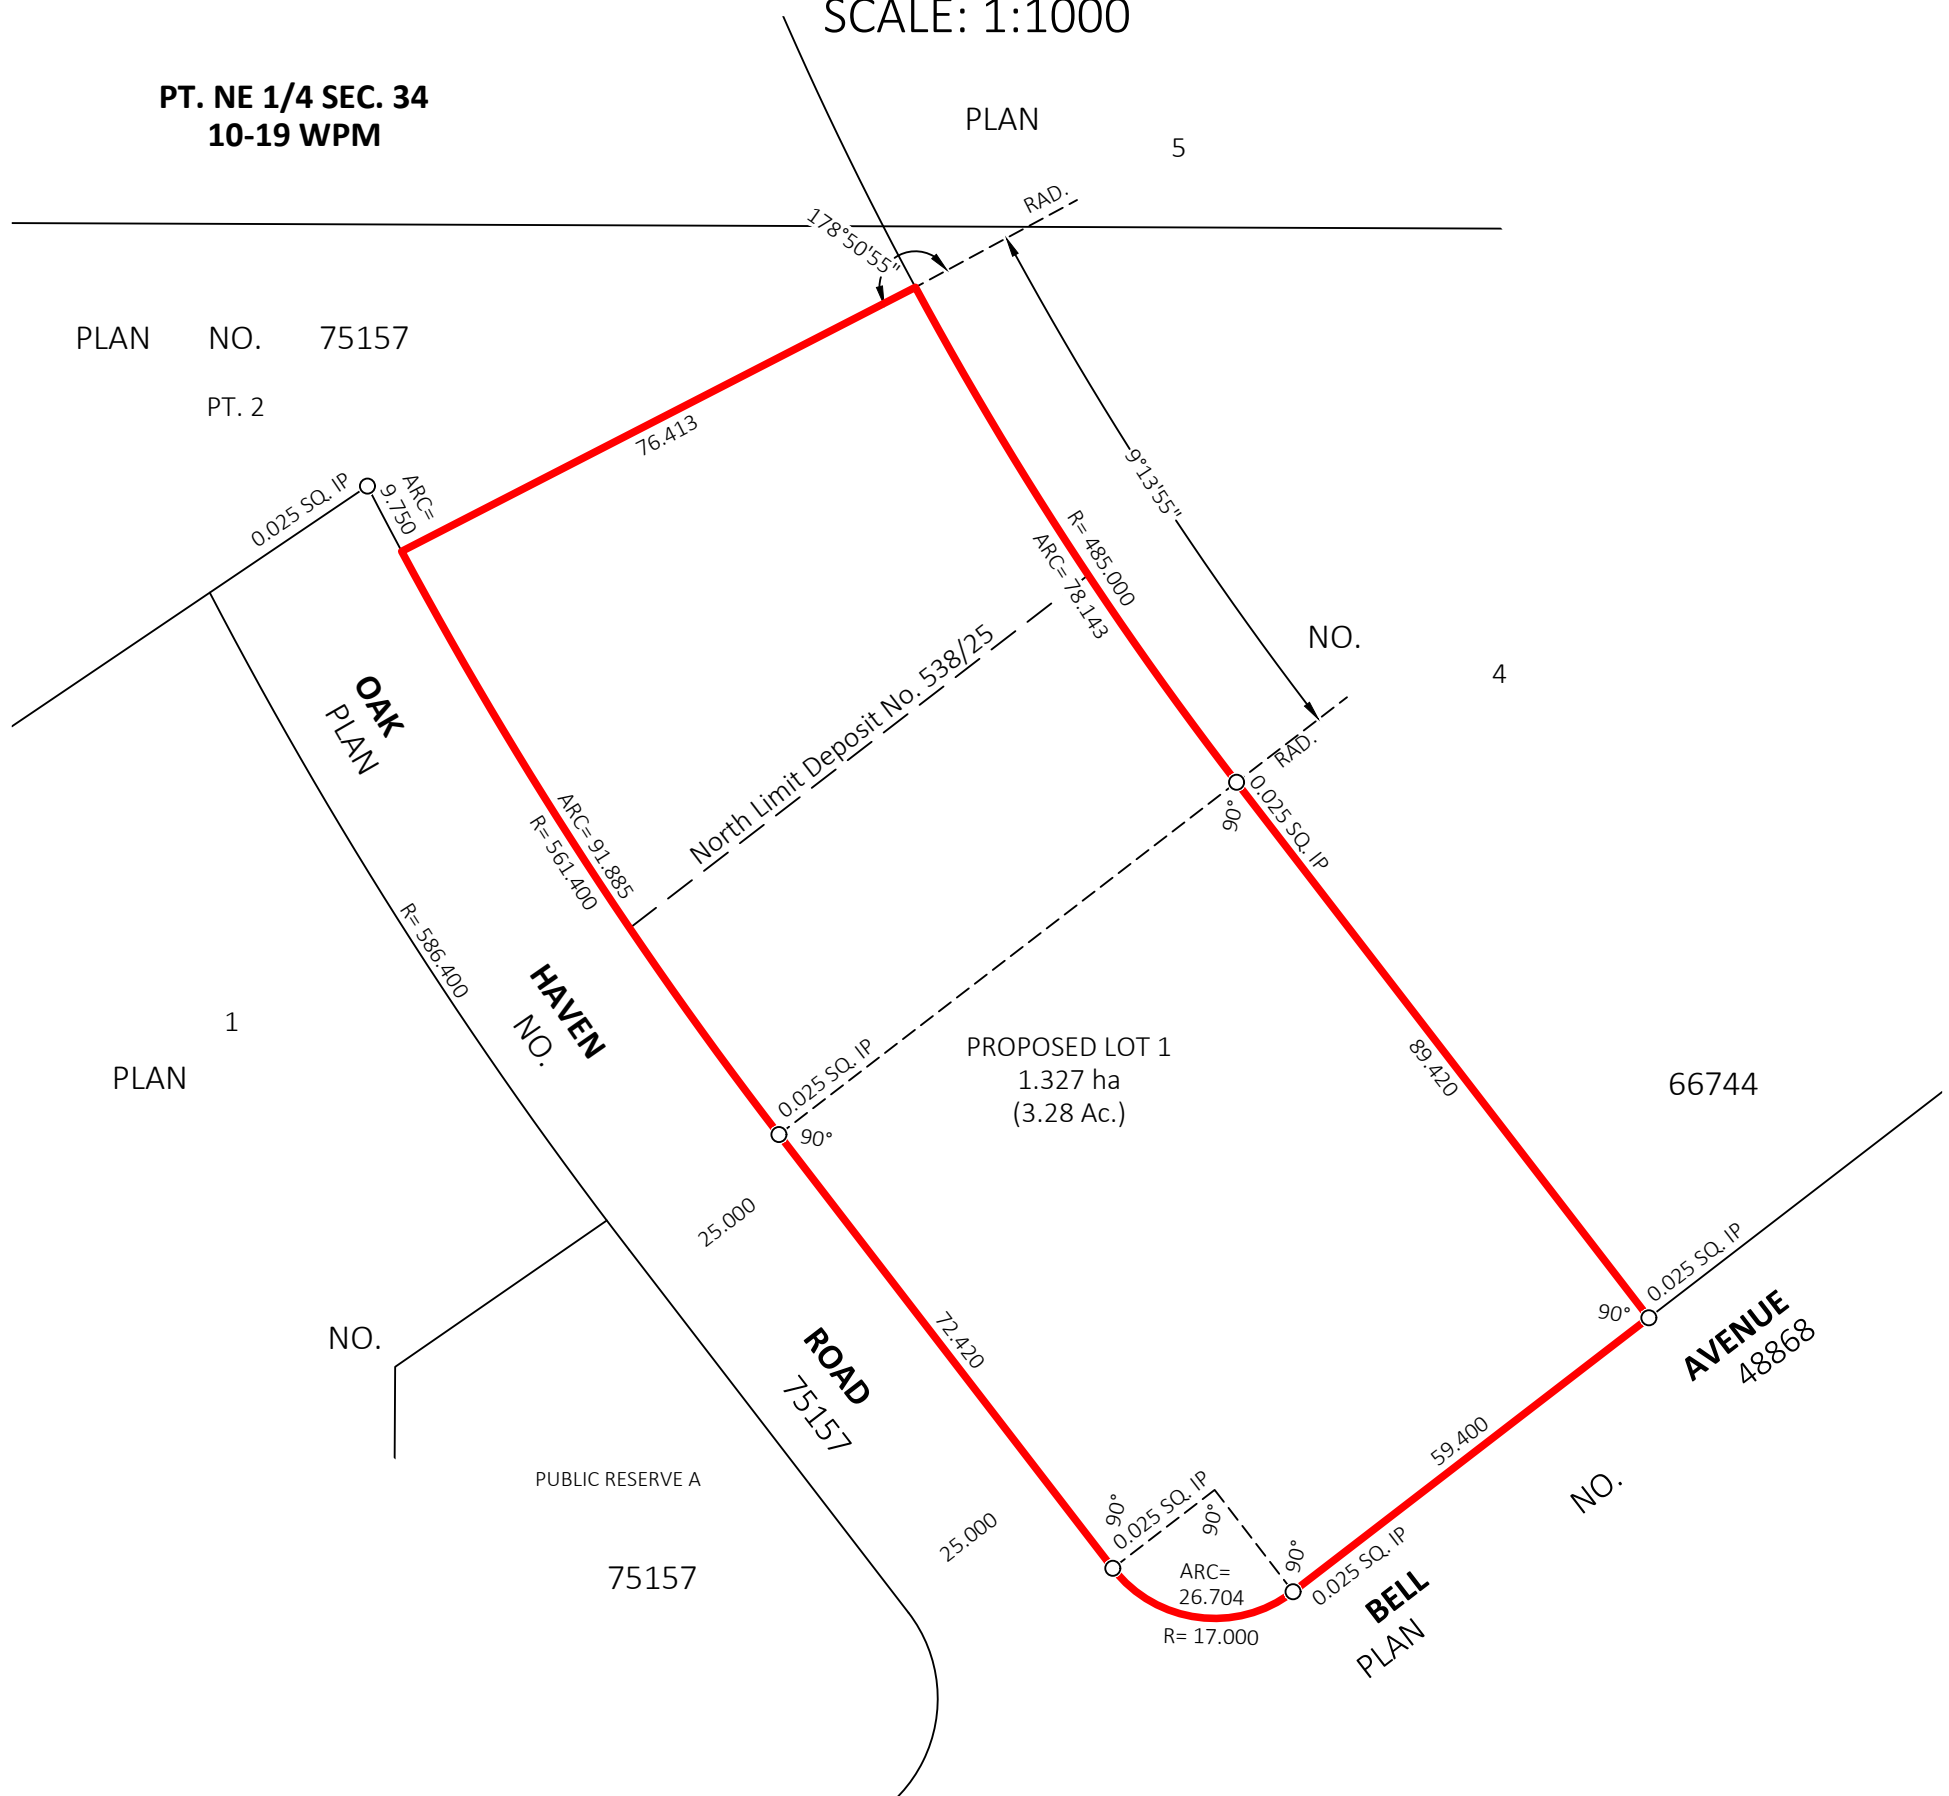 SCALE: 1:1000
PT. NE 1/4 SEC. 34
10-19 WPM
PLAN
5
RAD.
178°50'55"
PLAN NO. 75157
PT. 2
76.413
9°13'55"
0.025 SQ. IP
ARC=
9.750
R= 485.000
ARC= 78.143
NO.
4
North Limit Deposit No. 538/25
OAK
PLAN
RAD.
0.025 SQ. IP
90°
ARC= 91.885
R= 561.400
R= 586.400
HAVEN
NO.
1
PLAN
0.025 SQ. IP
90°
PROPOSED LOT 1
1.327 ha
(3.28 Ac.)
89.420
66744
25.000
0.025 SQ. IP
90°
AVENUE
48868
NO.
72.420
ROAD
75157
59.400
PUBLIC RESERVE A
NO.
90°
0.025 SQ. IP
90°
90°
25.000
ARC=
26.704
R= 17.000
0.025 SQ. IP
BELL
PLAN
75157